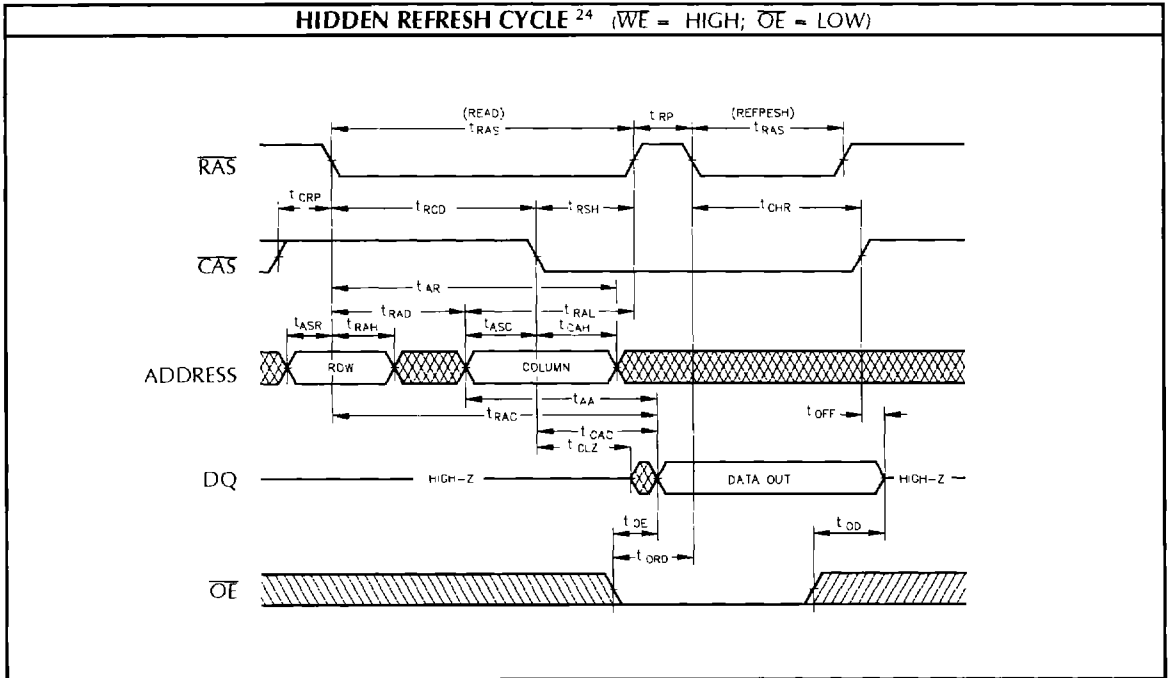 HIDDEN REFRESH CYCLE 24 (WE = HIGH; OE = LOW)
(READ)
tRAS
tRP
(REFPESH)
tRAS
RAS
tCRP
tRCD
tRSH
tCHR
CAS
tAR
tRAD
tRAL
tASR
tRAH
tASC
tCAH
ADDRESS
ROW
COLUMN
tAA
tRAC
tCAC
tOFF
tCLZ
DQ
HIGH-Z
DATA OUT
HIGH-Z
tOE
tOD
tORD
OE